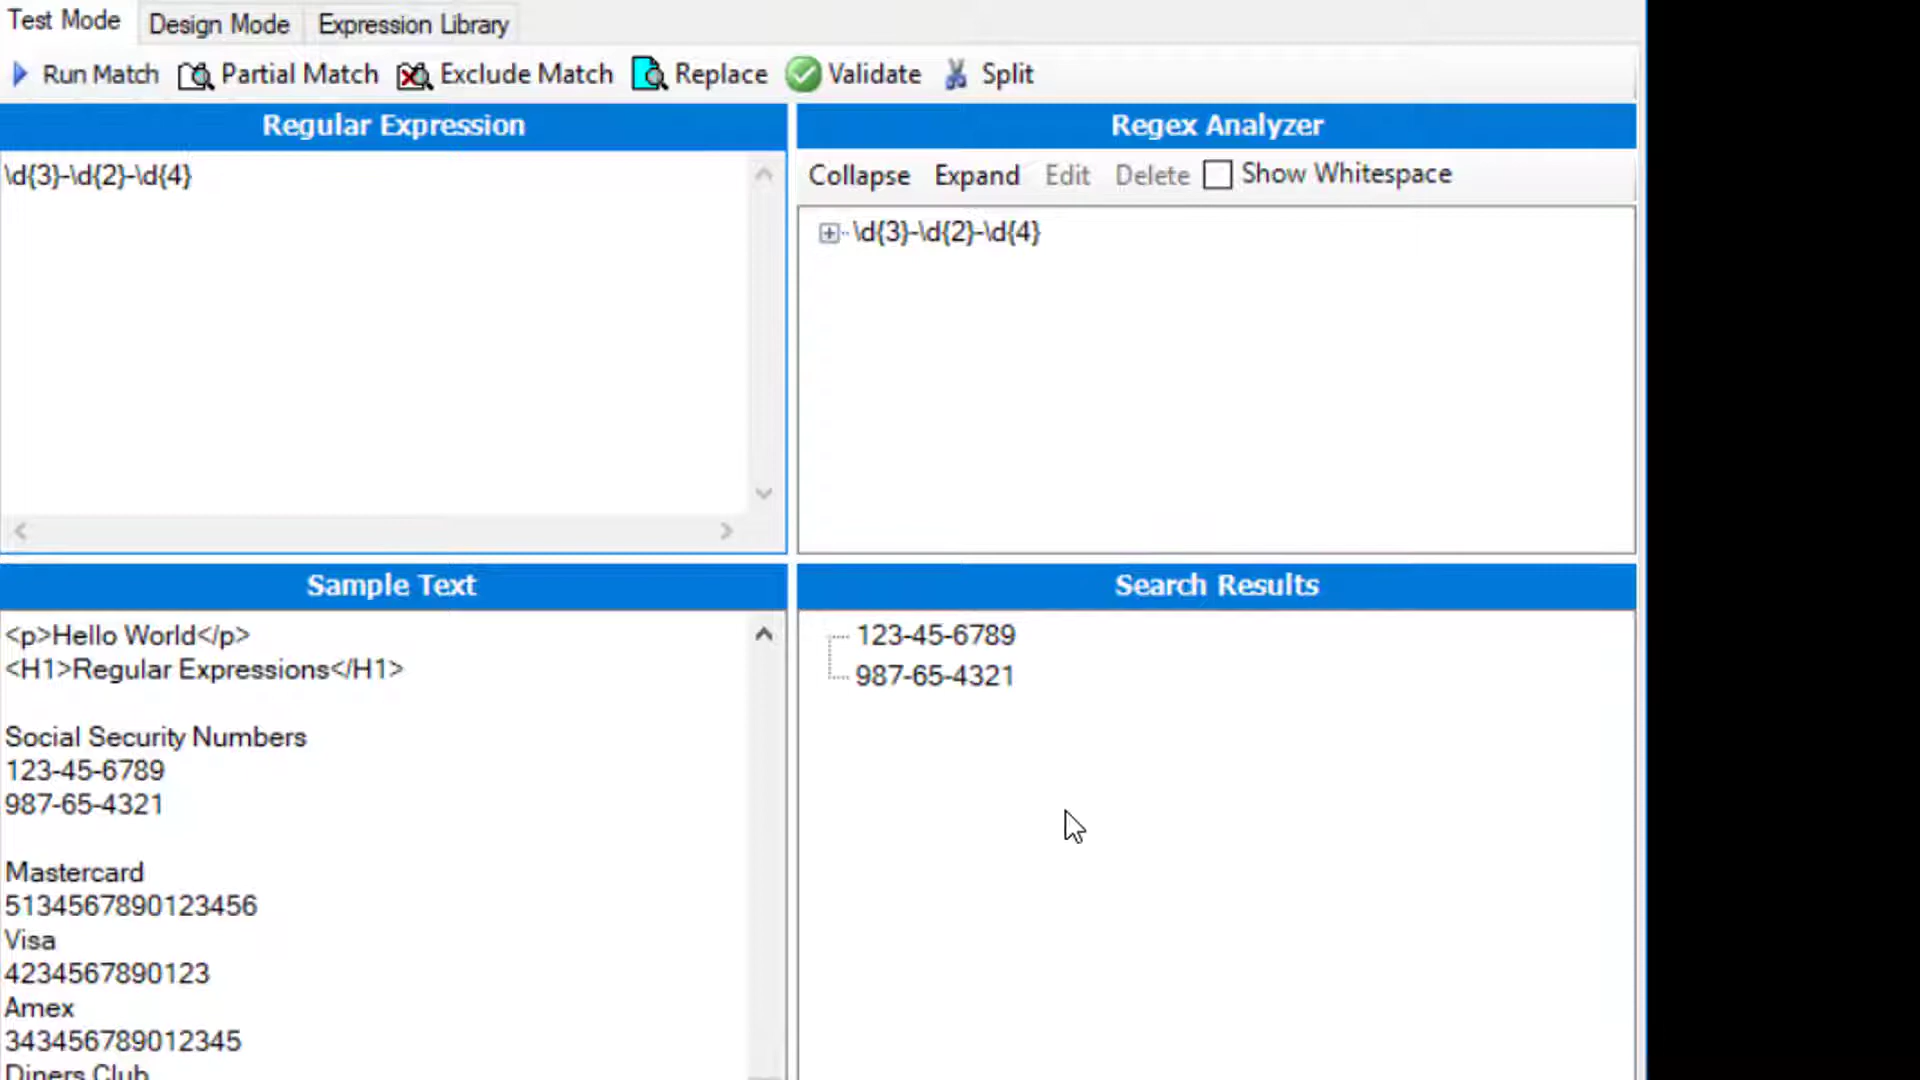 Test Mode Design Mode Expression Library
Run Match Partial Match Exclude Match Replace Validate Split
Regular Expression
\d{3}-\d{2}-\d{4}
Regex Analyzer
Collapse Expand Edit Delete Show Whitespace
\d{3}-\d{2}-\d{4}
Sample Text
<p>Hello World</p>
<H1>Regular Expressions</H1>
Social Security Numbers
123-45-6789
987-65-4321
Mastercard
5134567890123456
Visa
4234567890123
Amex
343456789012345
Diners Club
Search Results
123-45-6789
987-65-4321